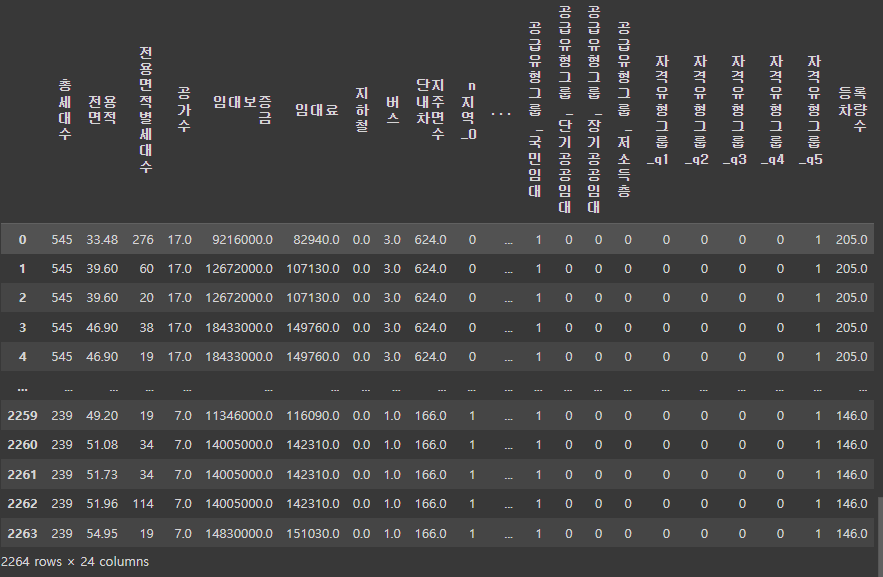 총세대수 전용면적 전용면적별세대수 공가수 임대보증금 임대료 지하철 버스 단지내주차면수 n지역_0 ... 공급유형그룹_국민임대 공급유형그룹_단기공공임대 공급유형그룹_장기공공임대 공급유형그룹_저소득층 자격유형그룹_q1 자격유형그룹_q2 자격유형그룹_q3 자격유형그룹_q4 자격유형그룹_q5 등록차량수
0 545 33.48 276 17.0 9216000.0 82940.0 0.0 3.0 624.0 0 ... 1 0 0 0 0 0 0 0 1 205.0
1 545 39.60 60 17.0 12672000.0 107130.0 0.0 3.0 624.0 0 ... 1 0 0 0 0 0 0 0 1 205.0
2 545 39.60 20 17.0 12672000.0 107130.0 0.0 3.0 624.0 0 ... 1 0 0 0 0 0 0 0 1 205.0
3 545 46.90 38 17.0 18433000.0 149760.0 0.0 3.0 624.0 0 ... 1 0 0 0 0 0 0 0 1 205.0
4 545 46.90 19 17.0 18433000.0 149760.0 0.0 3.0 624.0 0 ... 1 0 0 0 0 0 0 0 1 205.0
... ... ... ... ... ... ... ... ... ... ... ... ... ... ... ... ... ... ... ... ... ...
2259 239 49.20 19 7.0 11346000.0 116090.0 0.0 1.0 166.0 1 ... 1 0 0 0 0 0 0 0 1 146.0
2260 239 51.08 34 7.0 14005000.0 142310.0 0.0 1.0 166.0 1 ... 1 0 0 0 0 0 0 0 1 146.0
2261 239 51.73 34 7.0 14005000.0 142310.0 0.0 1.0 166.0 1 ... 1 0 0 0 0 0 0 0 1 146.0
2262 239 51.96 114 7.0 14005000.0 142310.0 0.0 1.0 166.0 1 ... 1 0 0 0 0 0 0 0 1 146.0
2263 239 54.95 19 7.0 14830000.0 151030.0 0.0 1.0 166.0 1 ... 1 0 0 0 0 0 0 0 1 146.0
2264 rows × 24 columns